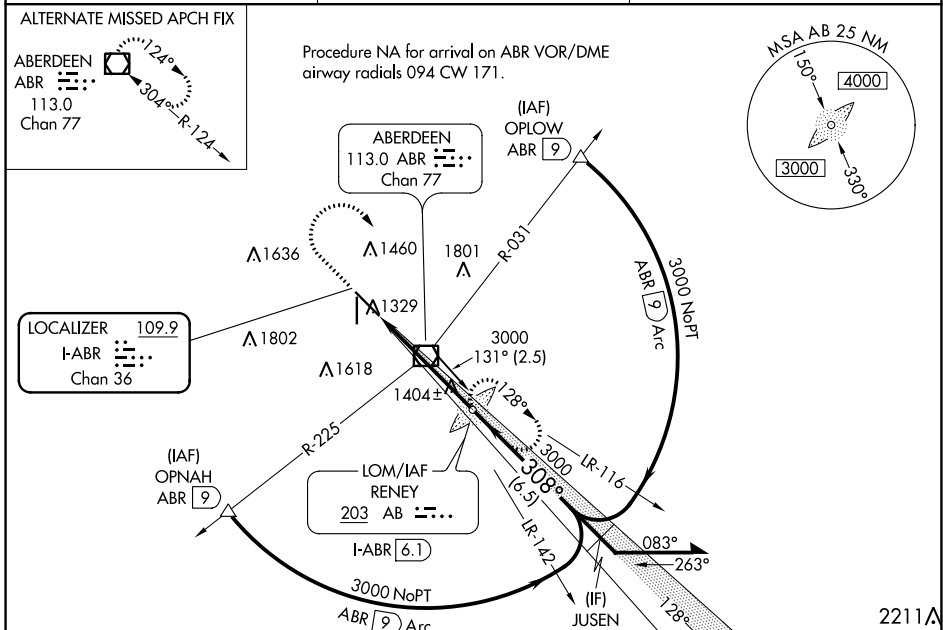 ALTERNATE MISSED APCH FIX
ABERDEEN
ABR
113.0
Chan 77
124°
304°
R-124
Procedure NA for arrival on ABR VOR/DME
airway radials 094 CW 171.
MSA AB 25 NM
150°
4000
3000
330°
(IAF)
OPLOW
ABR 9
ABERDEEN
113.0 ABR
Chan 77
R-031
3000 NoPT
ABR 9 Arc
1636
1460
1801
1329
LOCALIZER 109.9
I-ABR
Chan 36
1802
1618
3000
131° (2.5)
1404±
128°
R-225
(IAF)
OPNAH
ABR 9
LOM/IAF
RENEY
203 AB
I-ABR 6.1
308°
3000
(6.5)
LR-116
LR-142
083°
263°
3000 NoPT
ABR 9 Arc
(IF)
JUSEN
128°
2211